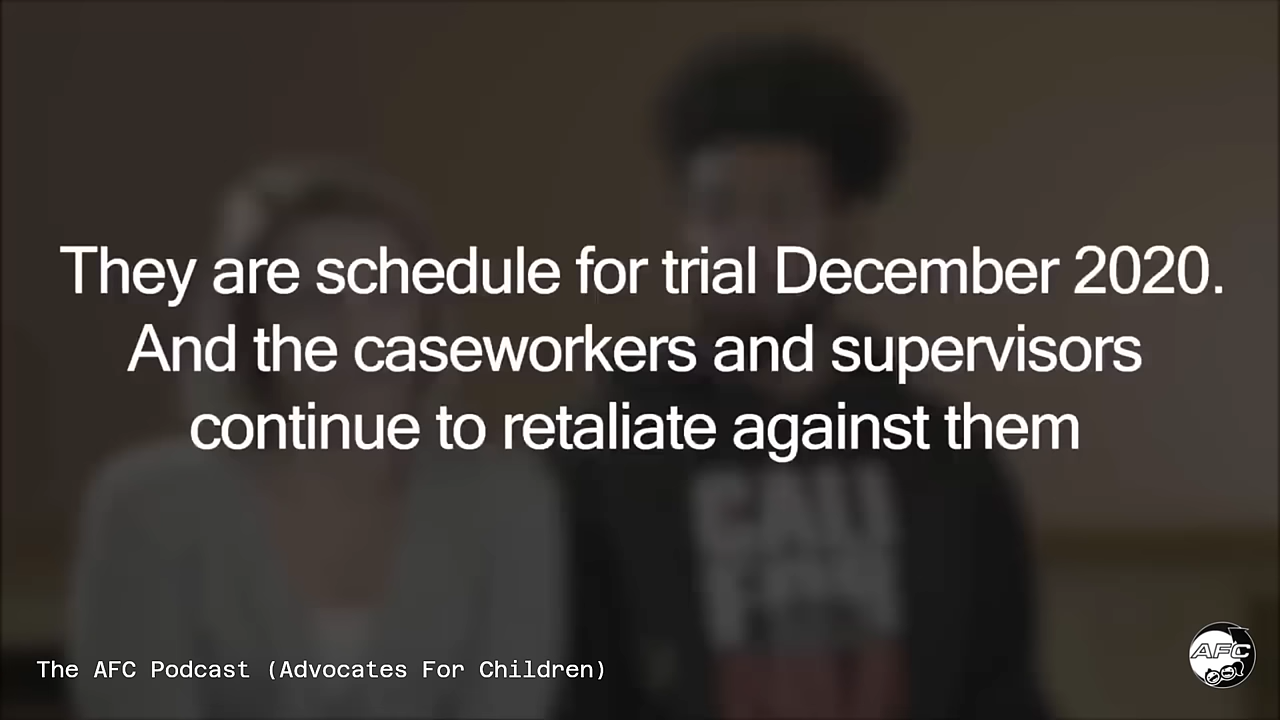 They are schedule for trial December 2020.
And the caseworkers and supervisors
continue to retaliate against them
CALI
The AFC Podcast (Advocates For Children)
AFC